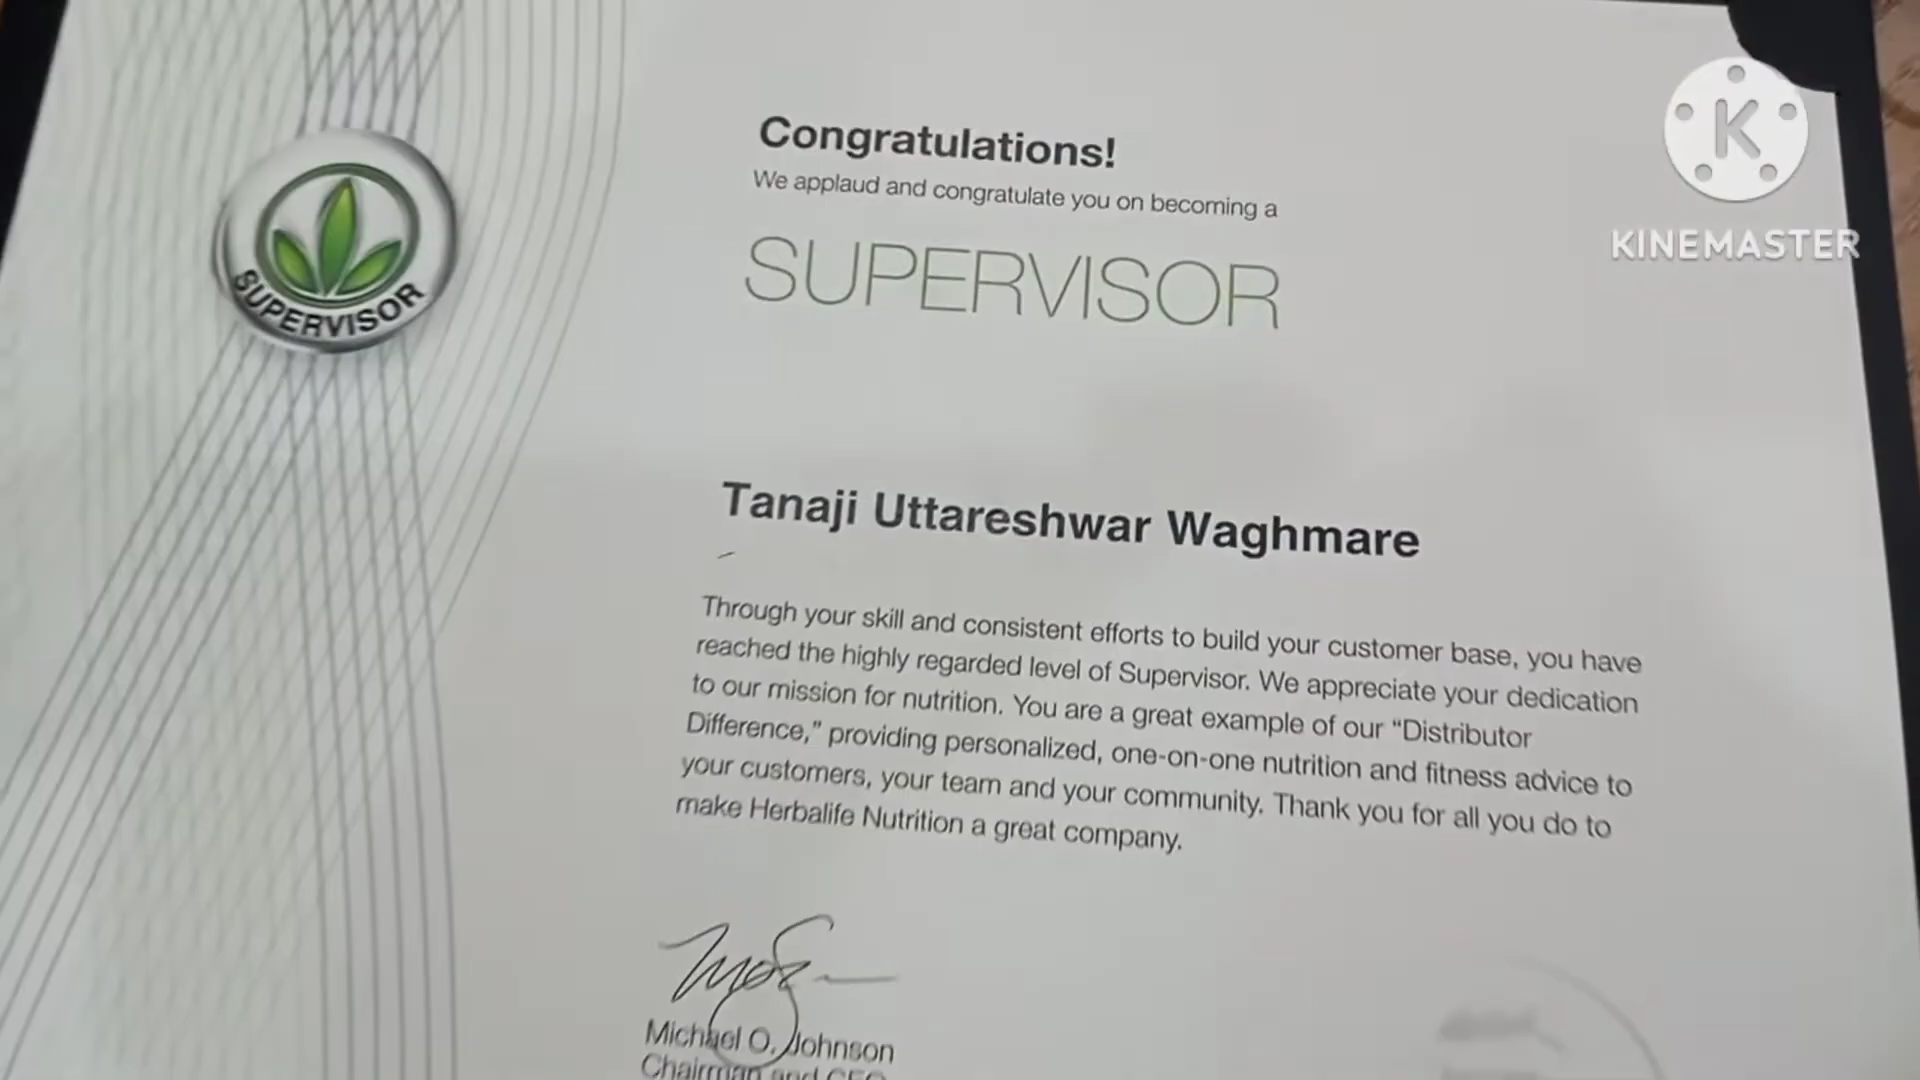 SUPERVISOR
Congratulations!
We applaud and congratulate you on becoming a
SUPERVISOR
K
KINEMASTER
Tanaji Uttareshwar Waghmare
Through your skill and consistent efforts to build your customer base, you have
reached the highly regarded level of Supervisor. We appreciate your dedication
to our mission for nutrition. You are a great example of our “Distributor
Difference,” providing personalized, one-on-one nutrition and fitness advice to
your customers, your team and your community. Thank you for all you do to
make Herbalife Nutrition a great company.
Michael O. Johnson
Chairman and CEO